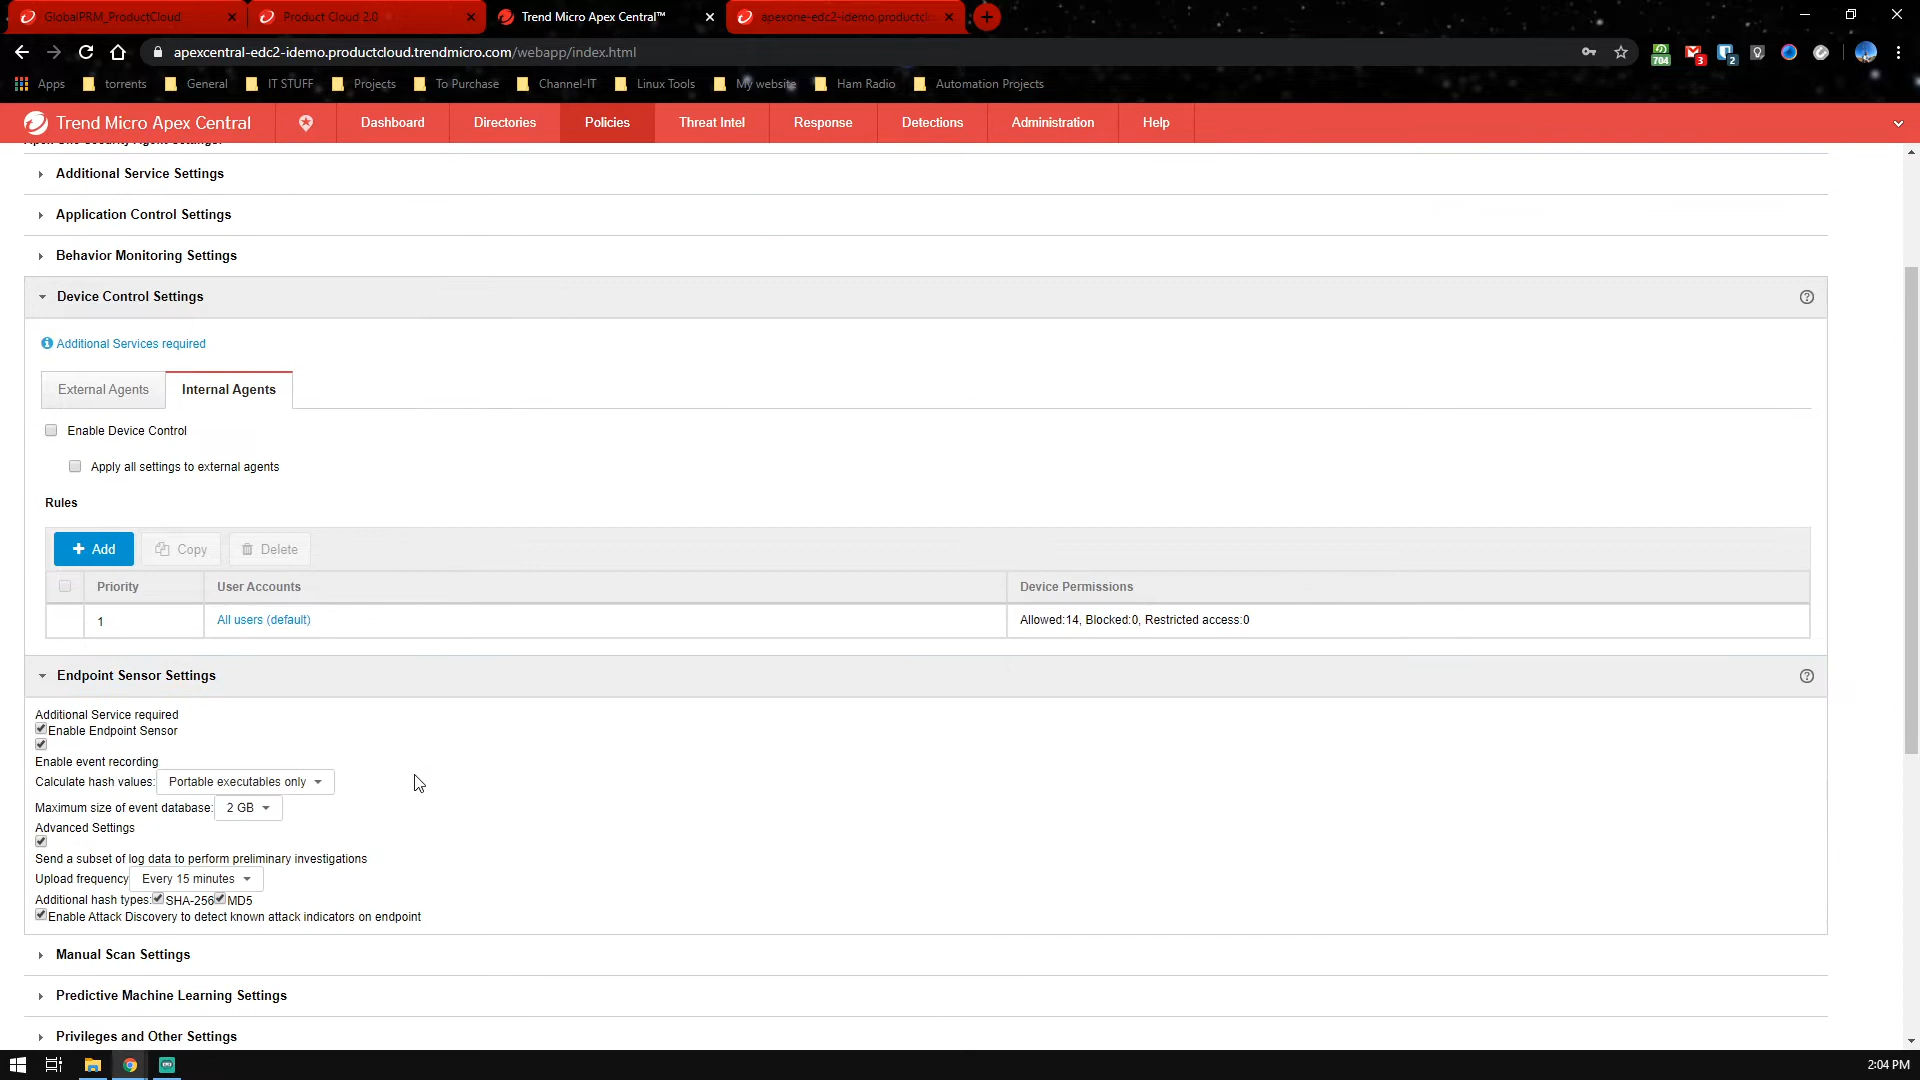 GlobalPRM_ProductCloud
Product Cloud 2.0
Trend Micro Apex Central™
apexone-edc2-idemo.productcl
apexcentral-edc2-idemo.productcloud.trendmicro.com/webapp/index.html
704
3
2
Apps
torrents
General
IT STUFF
Projects
To Purchase
Channel-IT
Linux Tools
My website
Ham Radio
Automation Projects
Trend Micro Apex Central
Dashboard
Directories
Policies
Threat Intel
Response
Detections
Administration
Help
Additional Service Settings
Application Control Settings
Behavior Monitoring Settings
Device Control Settings
Additional Services required
External Agents
Internal Agents
Enable Device Control
Apply all settings to external agents
Rules
Add
Copy
Delete
Priority
User Accounts
Device Permissions
1
All users (default)
Allowed:14, Blocked:0, Restricted access:0
Endpoint Sensor Settings
Additional Service required
Enable Endpoint Sensor
Enable event recording
Calculate hash values: Portable executables only
Maximum size of event database: 2 GB
Advanced Settings
Send a subset of log data to perform preliminary investigations
Upload frequency Every 15 minutes
Additional hash types: SHA-256 MD5
Enable Attack Discovery to detect known attack indicators on endpoint
Manual Scan Settings
Predictive Machine Learning Settings
Privileges and Other Settings
2:04 PM